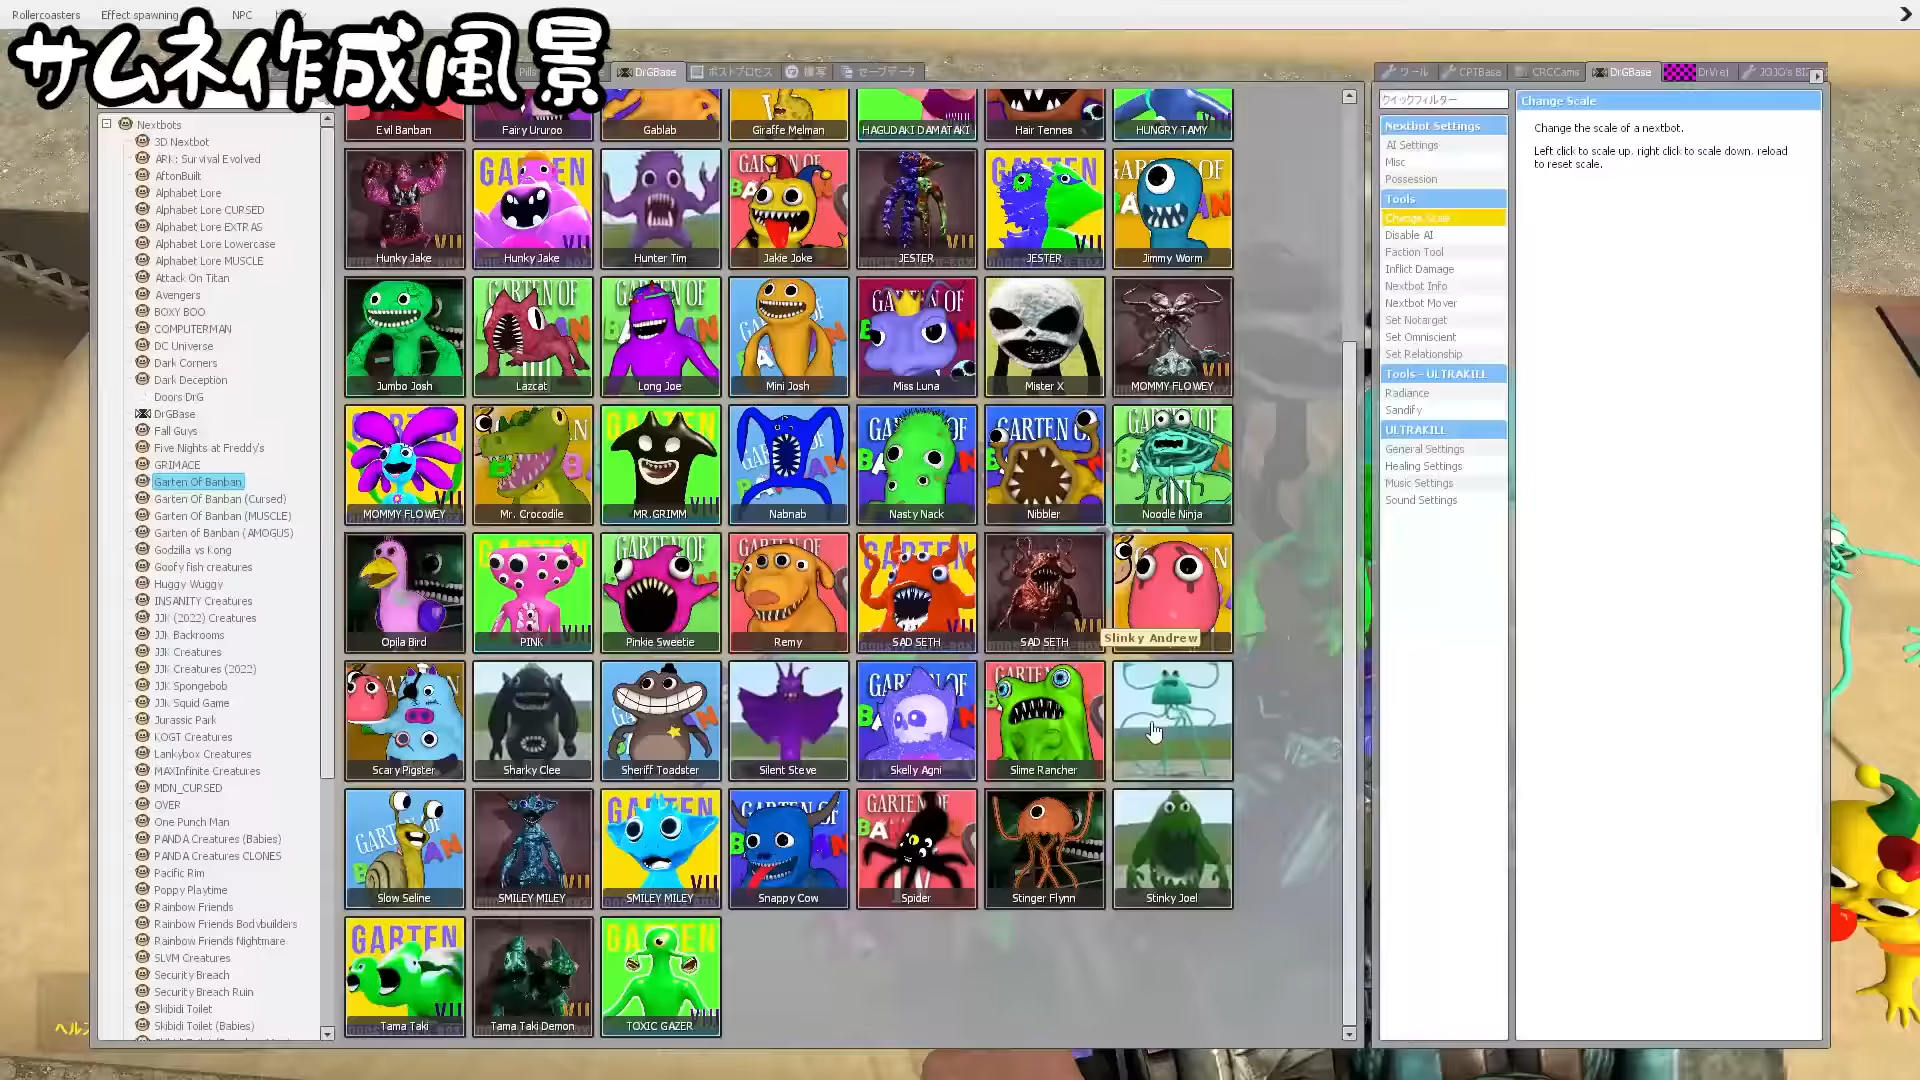 Rollercoasters Effect spawning NPC
サムネ作成風景
DrGBase ポストプロセス 複写 セーブデータ
ツール CPTBase CRCCams DrGBase DrVrej JOJO's BIZ
Nextbots
3D Nextbot
ARK: Survival Evolved
AftonBuilt
Alphabet Lore
Alphabet Lore CURSED
Alphabet Lore EXTRAS
Alphabet Lore Lowercase
Alphabet Lore MUSCLE
Attack On Titan
Avengers
BOXY BOO
COMPUTERMAN
DC Universe
Dark Corners
Dark Deception
Doors DrG
DrGBase
Fall Guys
Five Nights at Freddy's
GRIMACE
Garten Of Banban
Garten Of Banban (Cursed)
Garten Of Banban (MUSCLE)
Garten of Banban (AMOGUS)
Godzilla vs Kong
Goofy fish creatures
Huggy Wuggy
INSANITY Creatures
JJK (2022) Creatures
JJK Backrooms
JJK Creatures
JJK Creatures (2022)
JJK Spongebob
JJK Squid Game
Jurassic Park
KOGT Creatures
Lankybox Creatures
MAXInfinite Creatures
MDN_CURSED
OVER
One Punch Man
PANDA Creatures (Babies)
PANDA Creatures CLONES
Pacific Rim
Poppy Playtime
Rainbow Friends
Rainbow Friends Bodybuilders
Rainbow Friends Nightmare
SLVM Creatures
Security Breach
Security Breach Ruin
Skibidi Toilet
Skibidi Toilet (Babies)
Evil Banban Fairy Ururoo Gablab Giraffe Melman HAGUDAKI DAMATAKI Hair Tennes HUNGRY TAMY
Hunky Jake Hunky Jake Hunter Tim Jakie Joke JESTER JESTER Jimmy Worm
Jumbo Josh Lazcat Long Joe Mini Josh Miss Luna Mister X MOMMY FLOWEY
MOMMY FLOWEY Mr. Crocodile MR.GRIMM Nabnab Nasty Nack Nibbler Noodle Ninja
Opila Bird PINK Pinkie Sweetie Remy SAD SETH SAD SETH
Slinky Andrew
Scary Pigster Sharky Clee Sheriff Toadster Silent Steve Skelly Agni Slime Rancher
Slow Seline SMILEY MILEY SMILEY MILEY Snappy Cow Spider Stinger Flynn Stinky Joel
Tama Taki Tama Taki Demon TOXIC GAZER
クイックフィルター
Nextbot Settings
AI Settings
Misc
Possession
Tools
Change Scale
Disable AI
Faction Tool
Inflict Damage
Nextbot Info
Nextbot Mover
Set Notarget
Set Omniscient
Set Relationship
Tools - ULTRAKILL
Radiance
Sandify
ULTRAKILL
General Settings
Healing Settings
Music Settings
Sound Settings
Change Scale
Change the scale of a nextbot.
Left click to scale up, right click to scale down, reload
to reset scale.